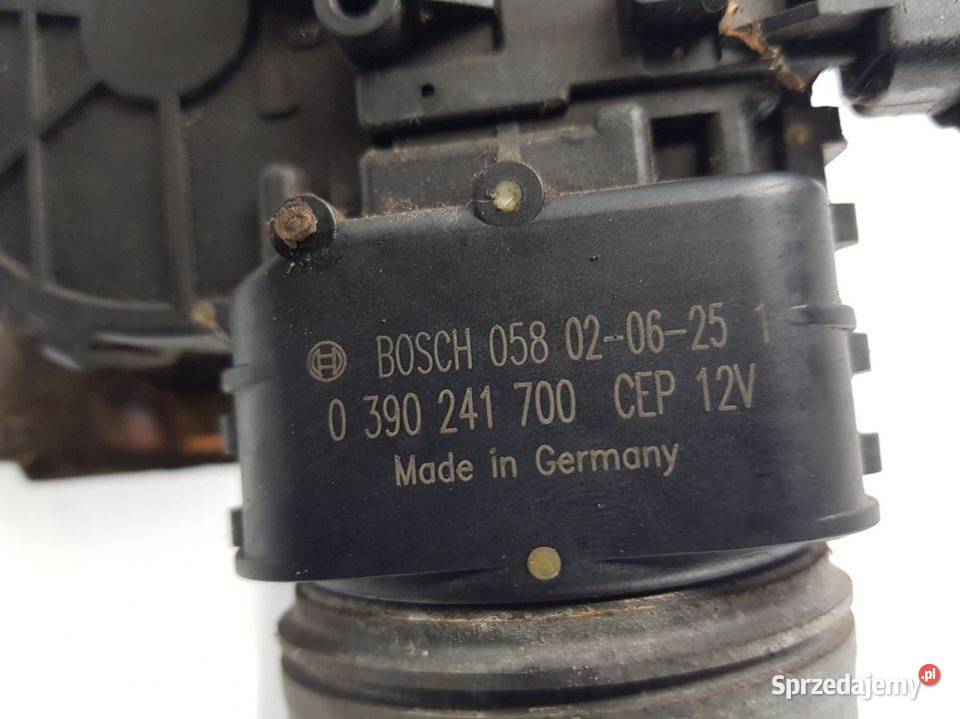 BOSCH 058 02-06-25 1
0 390 241 700 CEP 12V
Made in Germany
Sprzedajemy.pl